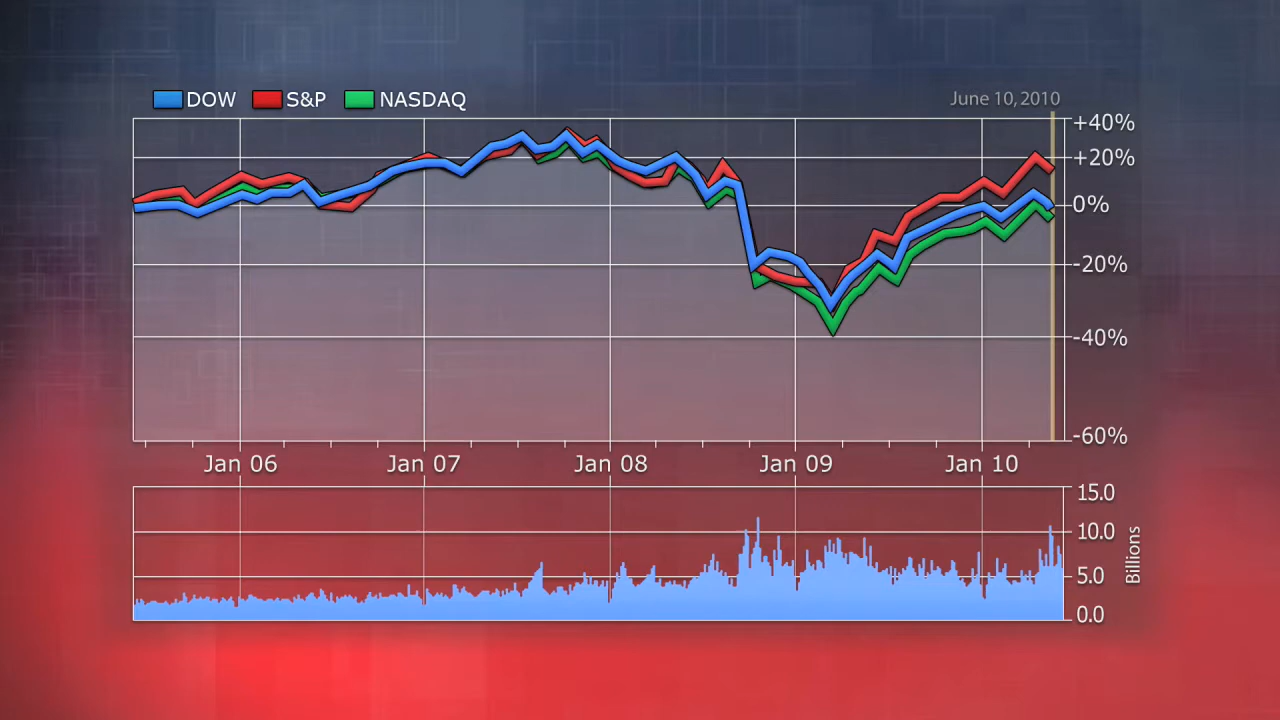 DOW S&P NASDAQ
June 10, 2010
+40%
+20%
0%
-20%
-40%
-60%
Jan 06 Jan 07 Jan 08 Jan 09 Jan 10
15.0
10.0
5.0
0.0
Billions